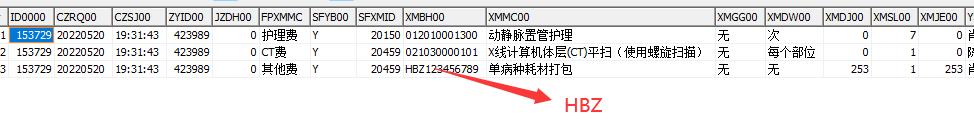 ID0000 CZRQ00 CZSJ00 ZYID00 JZDH00 FPXMMC SFYB00 SFXMID XMBH00 XMMC00 XMGG00 XMDW00 XMDJ00 XMSL00 XMJE00
1 153729 20220520 19:31:43 423989 0 护理费 Y 20150 012010001300 动静脉置管护理 无 次 0 7 0
2 153729 20220520 19:31:43 423989 0 CT费 Y 20459 021030000101 X线计算机体层(CT)平扫（使用螺旋扫描） 无 每个部位 0 1 0
3 153729 20220520 19:31:43 423989 0 其他费 Y 20459 HBZ123456789 单病种耗材打包 无 无 253 1 253
HBZ